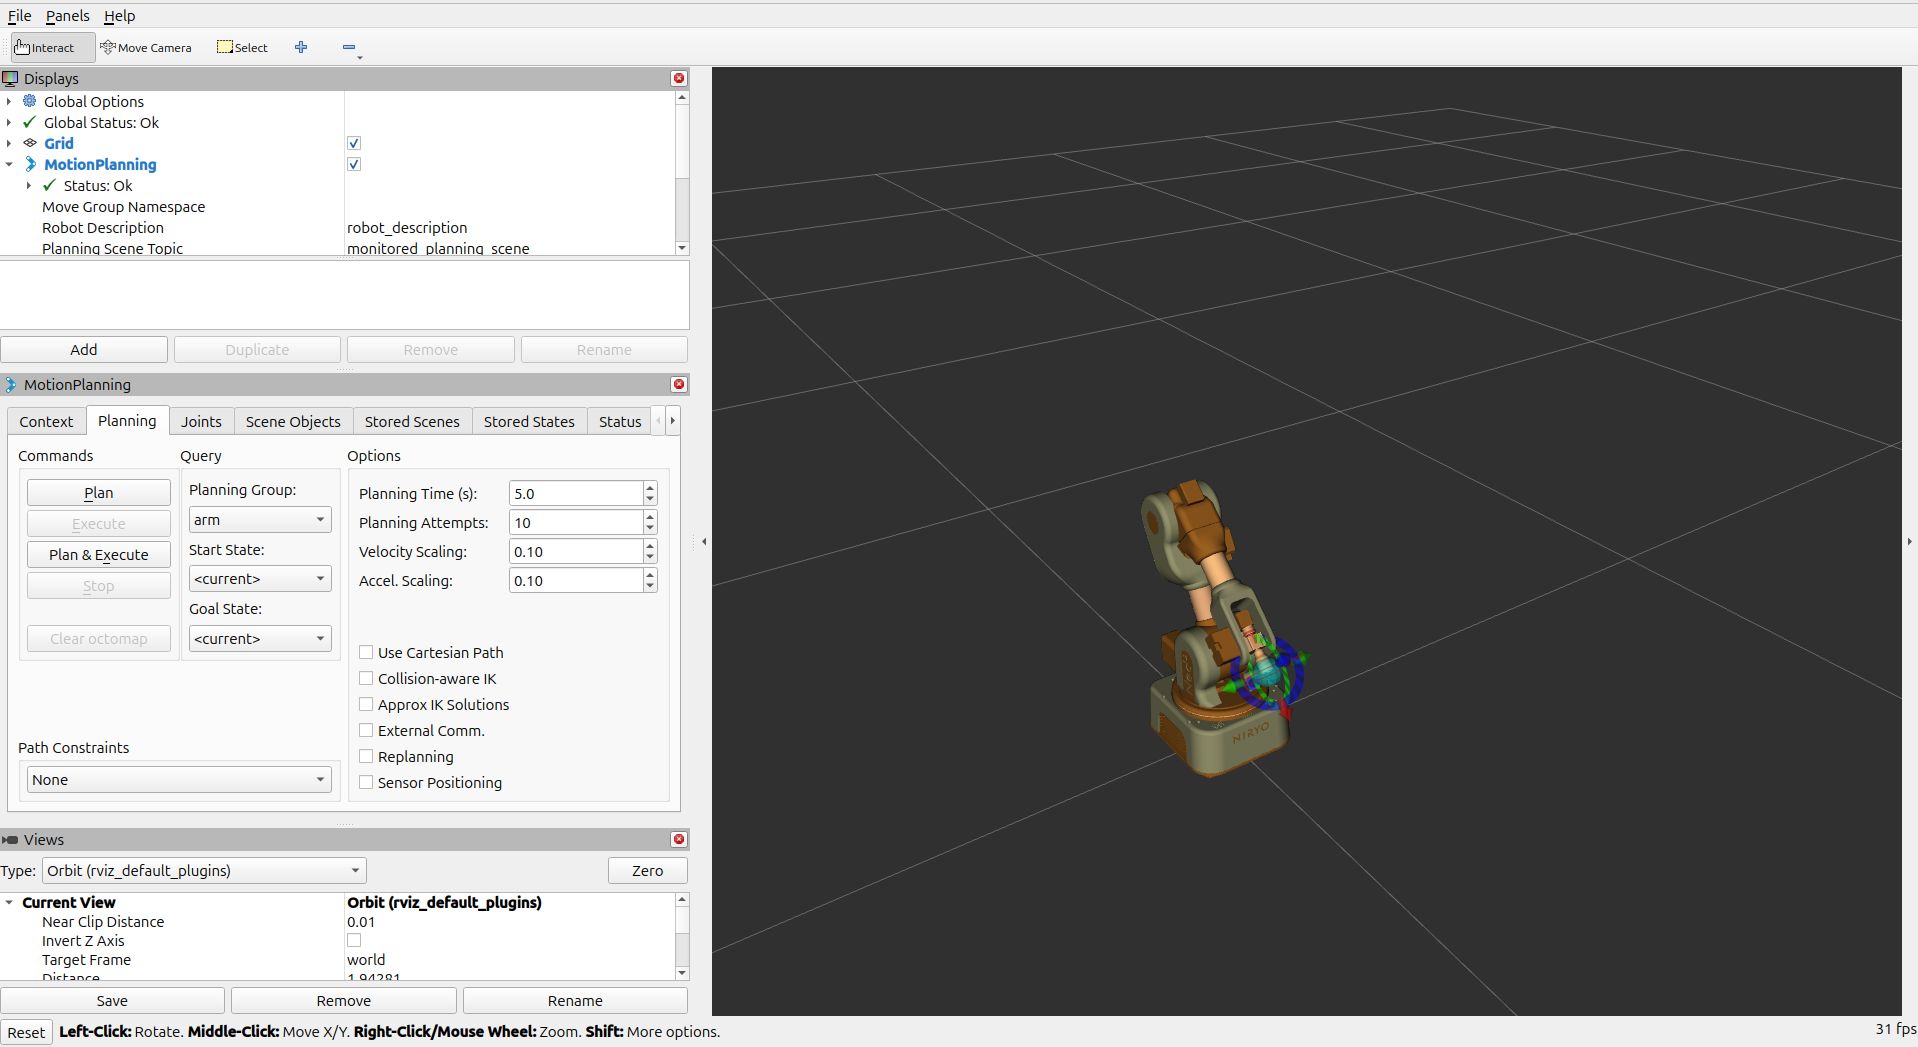 File Panels Help
Interact Move Camera Select
Displays
Global Options
Global Status: Ok
Grid
MotionPlanning
Status: Ok
Move Group Namespace
Robot Description robot_description
Planning Scene Topic monitored_planning_scene
Add Duplicate Remove Rename
MotionPlanning
Context Planning Joints Scene Objects Stored Scenes Stored States Status
Commands Query Options
Plan
Execute
Plan & Execute
Stop
Clear octomap
Planning Group:
arm
Start State:
<current>
Goal State:
<current>
Planning Time (s): 5.0
Planning Attempts: 10
Velocity Scaling: 0.10
Accel. Scaling: 0.10
Use Cartesian Path
Collision-aware IK
Approx IK Solutions
External Comm.
Replanning
Sensor Positioning
Path Constraints
None
Views
Type: Orbit (rviz_default_plugins) Zero
Current View Orbit (rviz_default_plugins)
Near Clip Distance 0.01
Invert Z Axis
Target Frame world
Distance 1.94281
Save Remove Rename
Reset Left-Click: Rotate. Middle-Click: Move X/Y. Right-Click/Mouse Wheel: Zoom. Shift: More options.
31 fps
NIRYO